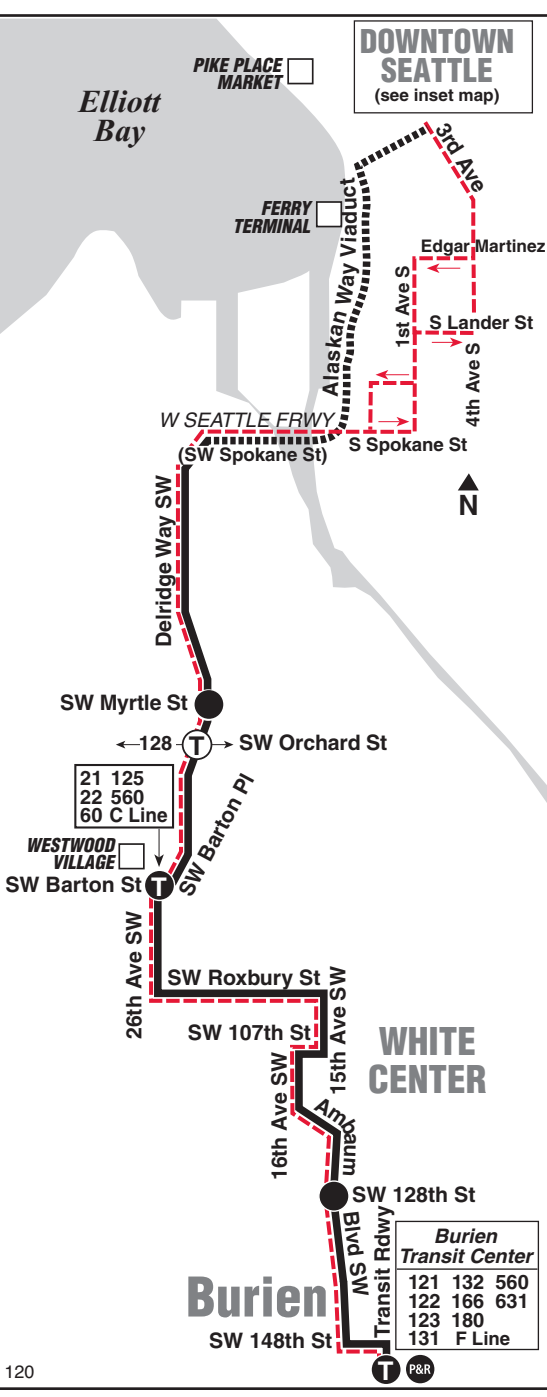 DOWNTOWN
SEATTLE
(see inset map)
PIKE PLACE
MARKET
Elliott
Bay
3rd Ave
FERRY
TERMINAL
Alaskan Way Viaduct
Edgar Martinez
1st Ave S
S Lander St
4th Ave S
W SEATTLE FRWY
(SW Spokane St)
S Spokane St
N
Delridge Way SW
SW Myrtle St
128
T
SW Orchard St
21 125
22 560
60 C Line
WESTWOOD
VILLAGE
SW Barton Pl
SW Barton St
T
26th Ave SW
SW Roxbury St
15th Ave SW
SW 107th St
WHITE
CENTER
16th Ave SW
Ambaum
Blvd SW
SW 128th St
Transit Rdwy
Burien
Transit Center
121 132 560
122 166 631
123 180
131 F Line
Burien
SW 148th St
T
P&R
120